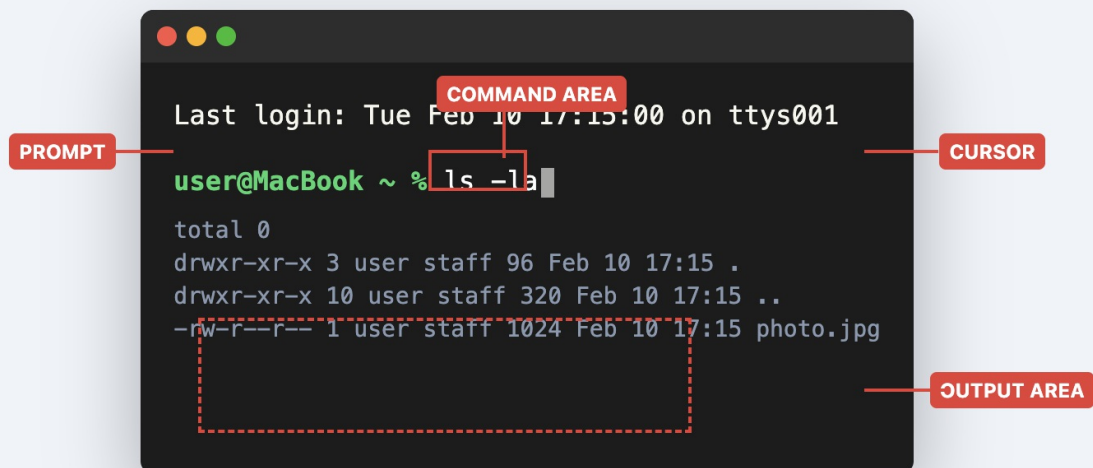 COMMAND AREA
Last login: Tue Feb 10 17:15:00 on ttys001
PROMPT
CURSOR
user@MacBook ~ % ls -la
total 0
drwxr-xr-x 3 user staff 96 Feb 10 17:15 .
drwxr-xr-x 10 user staff 320 Feb 10 17:15 ..
-rw-r--r-- 1 user staff 1024 Feb 10 17:15 photo.jpg
OUTPUT AREA